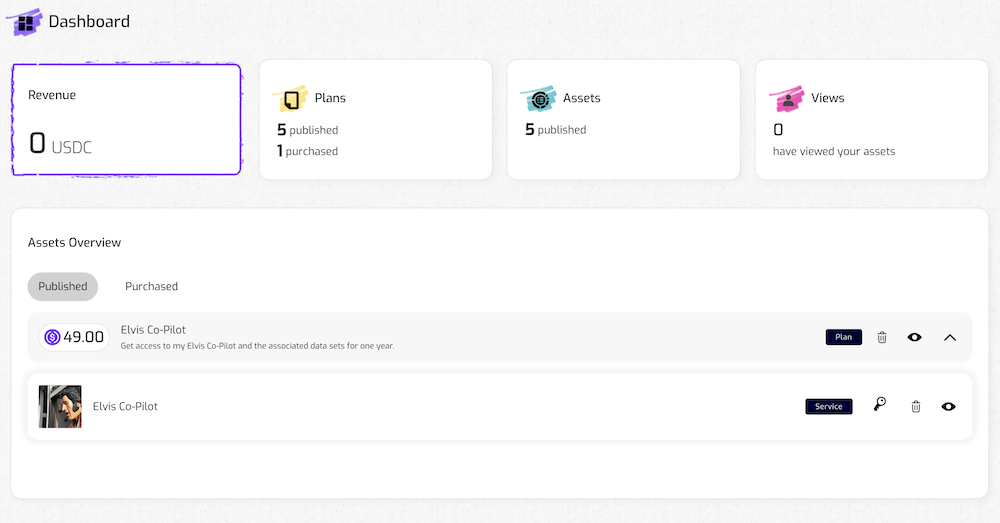 Dashboard
Revenue
0 USDC
Plans
5 published
1 purchased
Assets
5 published
Views
0
have viewed your assets
Assets Overview
Published
Purchased
49.00
Elvis Co-Pilot
Get access to my Elvis Co-Pilot and the associated data sets for one year.
Plan
Elvis Co-Pilot
Service